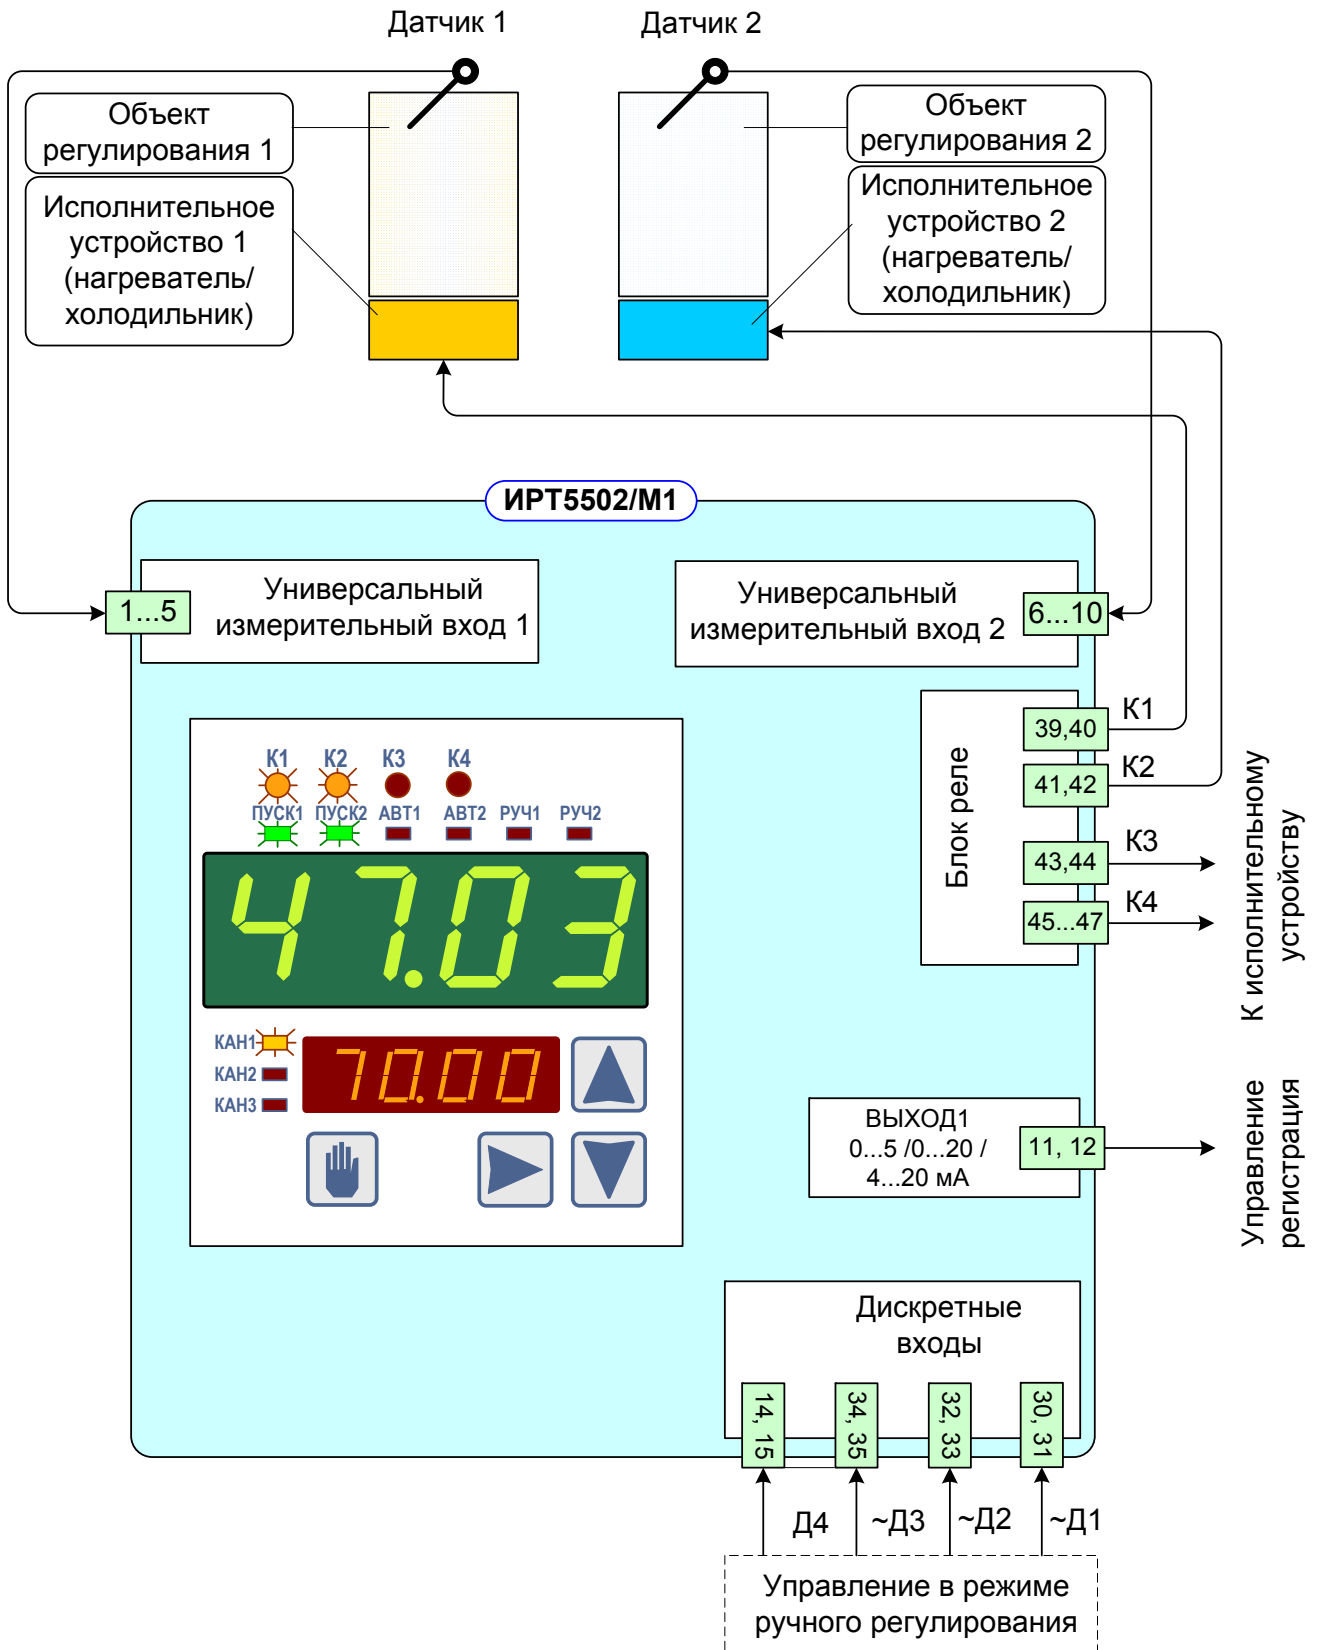 Датчик 1
Датчик 2
Объект
регулирования 1
Объект
регулирования 2
Исполнительное
устройство 1
(нагреватель/
холодильник)
Исполнительное
устройство 2
(нагреватель/
холодильник)
ИРТ5502/М1
1...5
Универсальный
измерительный вход 1
Универсальный
измерительный вход 2
6...10
Блок реле
39,40
К1
41,42
К2
43,44
К3
45...47
К4
К исполнительному
устройству
К1 К2 К3 К4
ПУСК1 ПУСК2 АВТ1 АВТ2 РУЧ1 РУЧ2
47.03
КАН1
КАН2
КАН3
70.00
ВЫХОД1
0...5 /0...20 /
4...20 мА
11, 12
Управление
регистрация
Дискретные
входы
14, 15
34, 35
32, 33
30, 31
Д4
~Д3
~Д2
~Д1
Управление в режиме
ручного регулирования